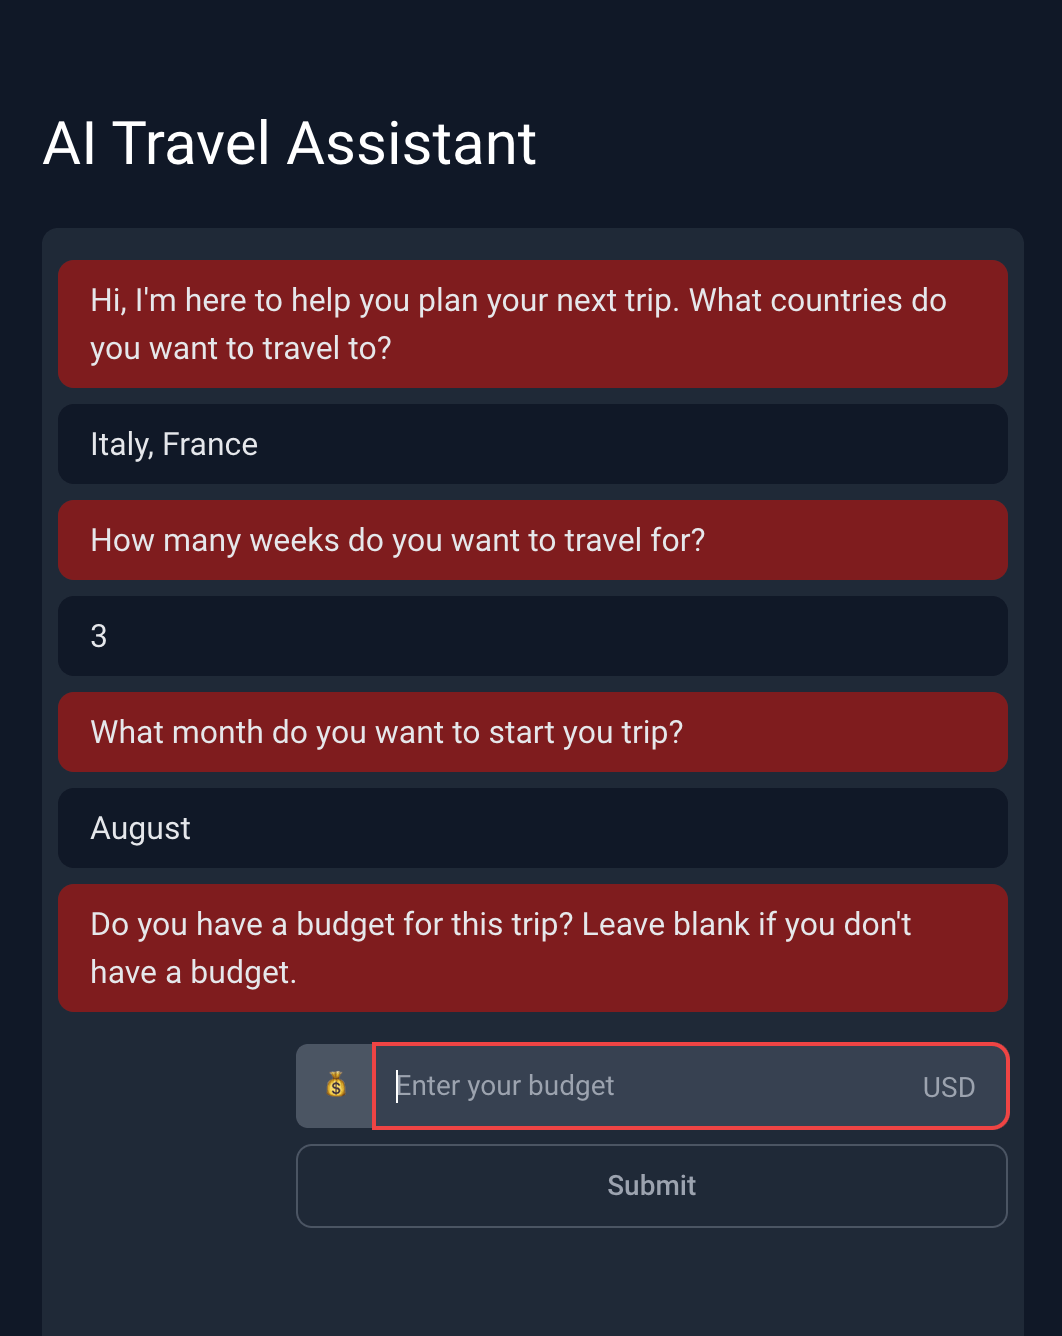 AI Travel Assistant
Hi, I'm here to help you plan your next trip. What countries do
you want to travel to?
Italy, France
How many weeks do you want to travel for?
3
What month do you want to start you trip?
August
Do you have a budget for this trip? Leave blank if you don't
have a budget.
Enter your budget USD
Submit